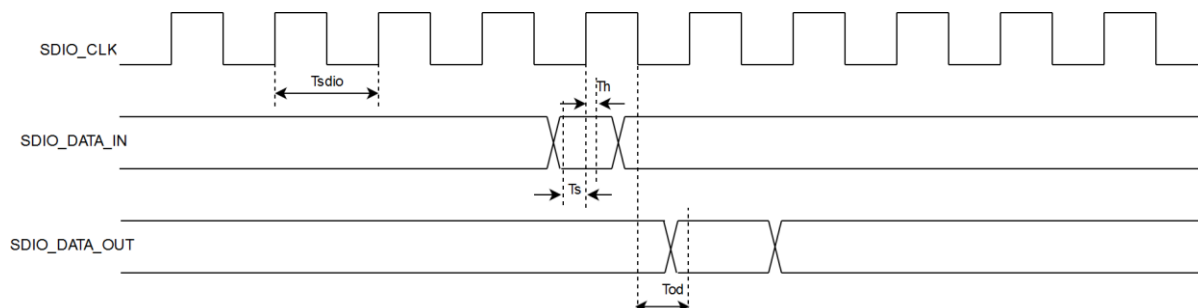 SDIO_CLK
Tsdio
Th
SDIO_DATA_IN
Ts
SDIO_DATA_OUT
Tod